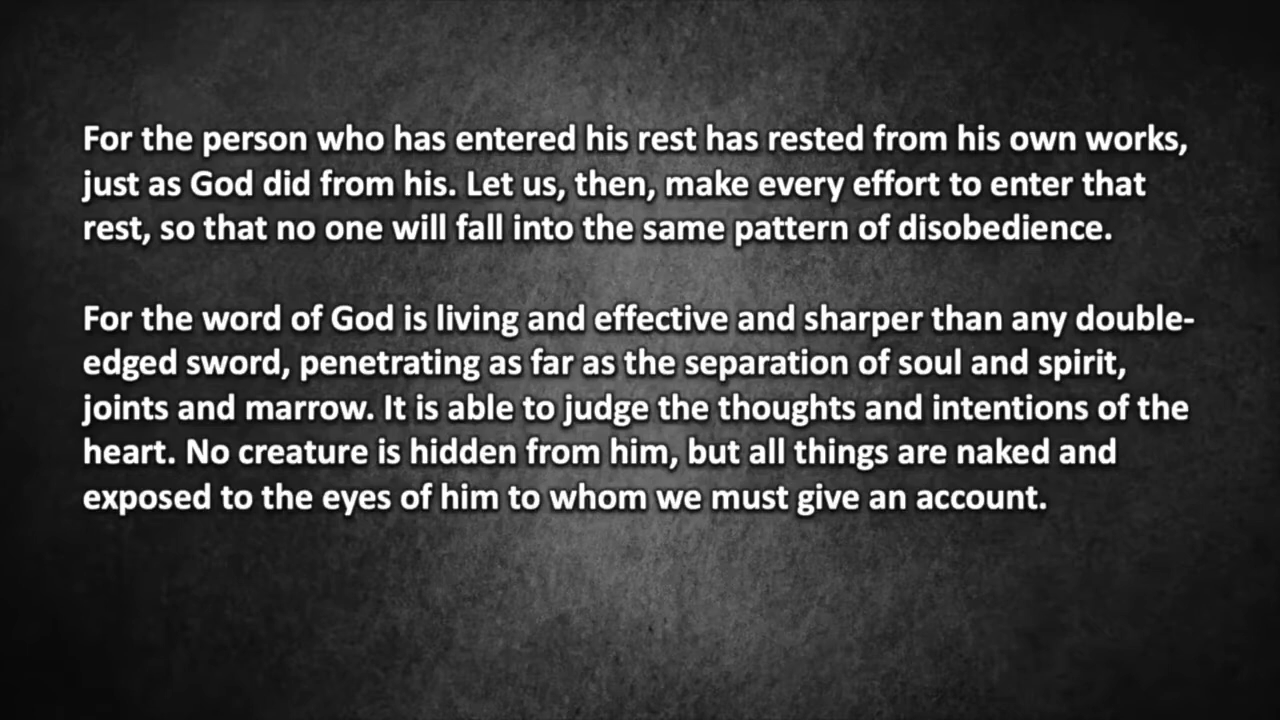 For the person who has entered his rest has rested from his own works,
just as God did from his. Let us, then, make every effort to enter that
rest, so that no one will fall into the same pattern of disobedience.
For the word of God is living and effective and sharper than any double-
edged sword, penetrating as far as the separation of soul and spirit,
joints and marrow. It is able to judge the thoughts and intentions of the
heart. No creature is hidden from him, but all things are naked and
exposed to the eyes of him to whom we must give an account.